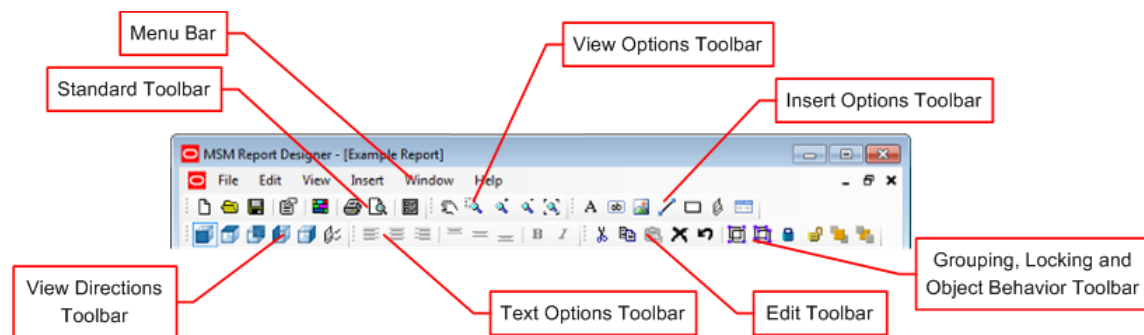 Menu Bar
View Options Toolbar
Standard Toolbar
Insert Options Toolbar
MSM Report Designer - [Example Report]
File Edit View Insert Window Help
A ab
B I
View Directions
Toolbar
Text Options Toolbar
Edit Toolbar
Grouping, Locking and
Object Behavior Toolbar